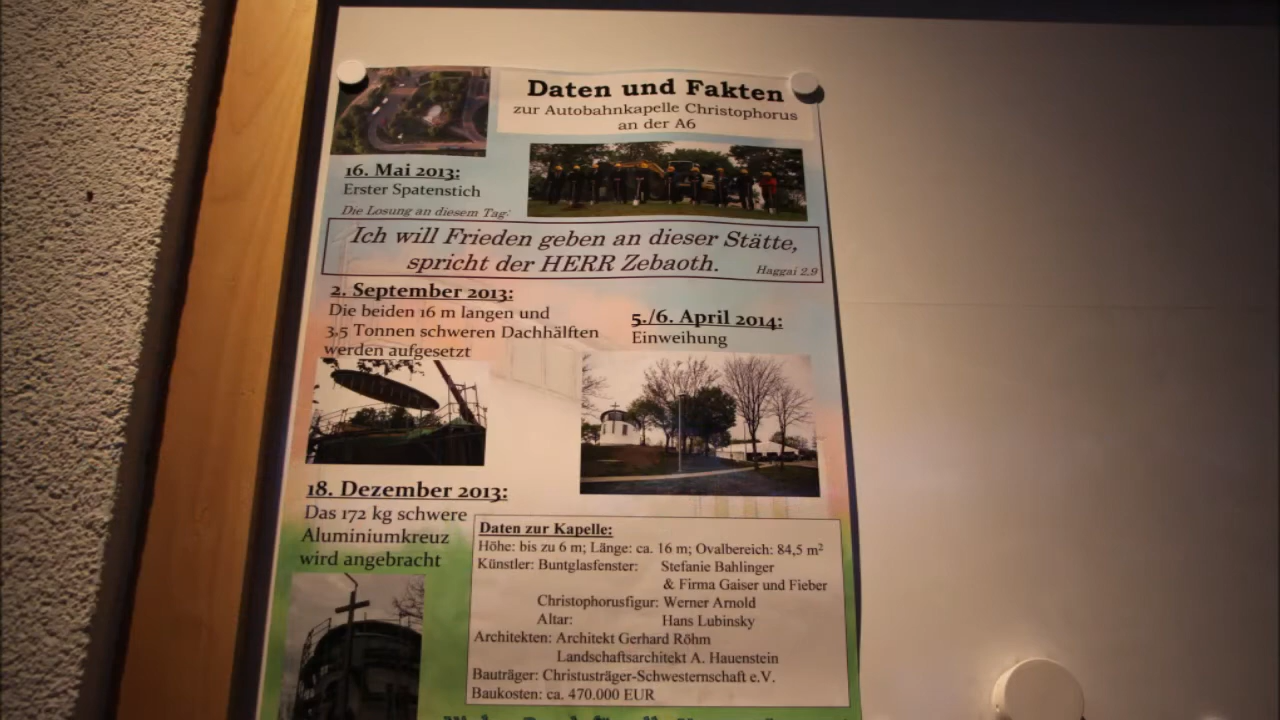 Daten und Fakten
zur Autobahnkapelle Christophorus
an der A6
16. Mai 2013:
Erster Spatenstich
Die Losung an diesem Tag:
Ich will Frieden geben an dieser Stätte,
spricht der HERR Zebaoth.
Haggai 2.9
2. September 2013:
Die beiden 16 m langen und
3,5 Tonnen schweren Dachhälften
werden aufgesetzt
5./6. April 2014:
Einweihung
18. Dezember 2013:
Das 172 kg schwere
Aluminiumkreuz
wird angebracht
Daten zur Kapelle:
Höhe: bis zu 6 m; Länge: ca. 16 m; Ovalbereich: 84,5 m²
Künstler: Buntglasfenster: Stefanie Bahlinger
& Firma Gaiser und Fieber
Christophorusfigur: Werner Arnold
Altar: Hans Lubinsky
Architekten: Architekt Gerhard Röhm
Landschaftsarchitekt A. Hauenstein
Bauträger: Christusträger-Schwesternschaft e.V.
Baukosten: ca. 470.000 EUR